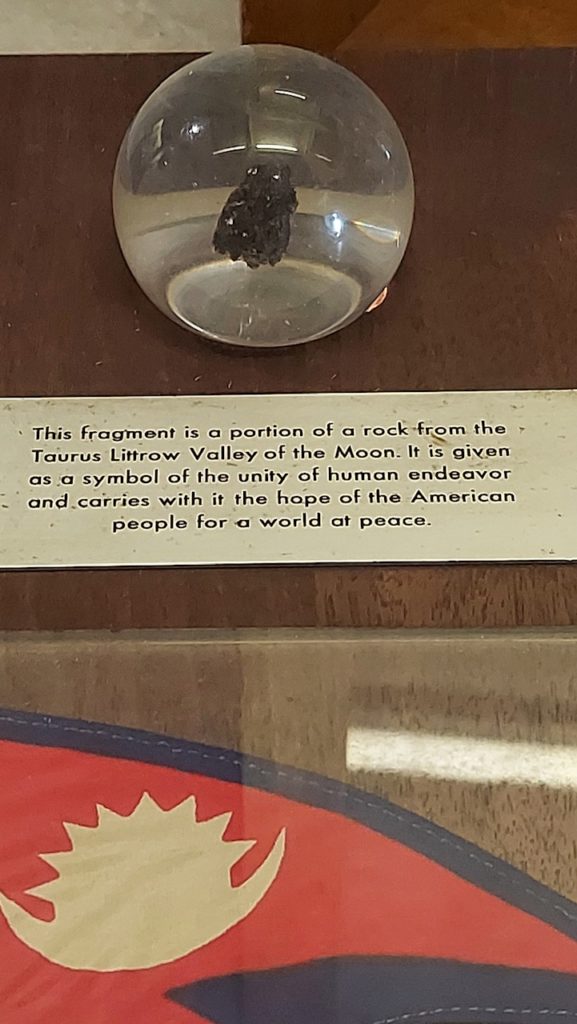 This fragment is a portion of a rock from the
Taurus Littrow Valley of the Moon. It is given
as a symbol of the unity of human endeavor
and carries with it the hope of the American
people for a world at peace.